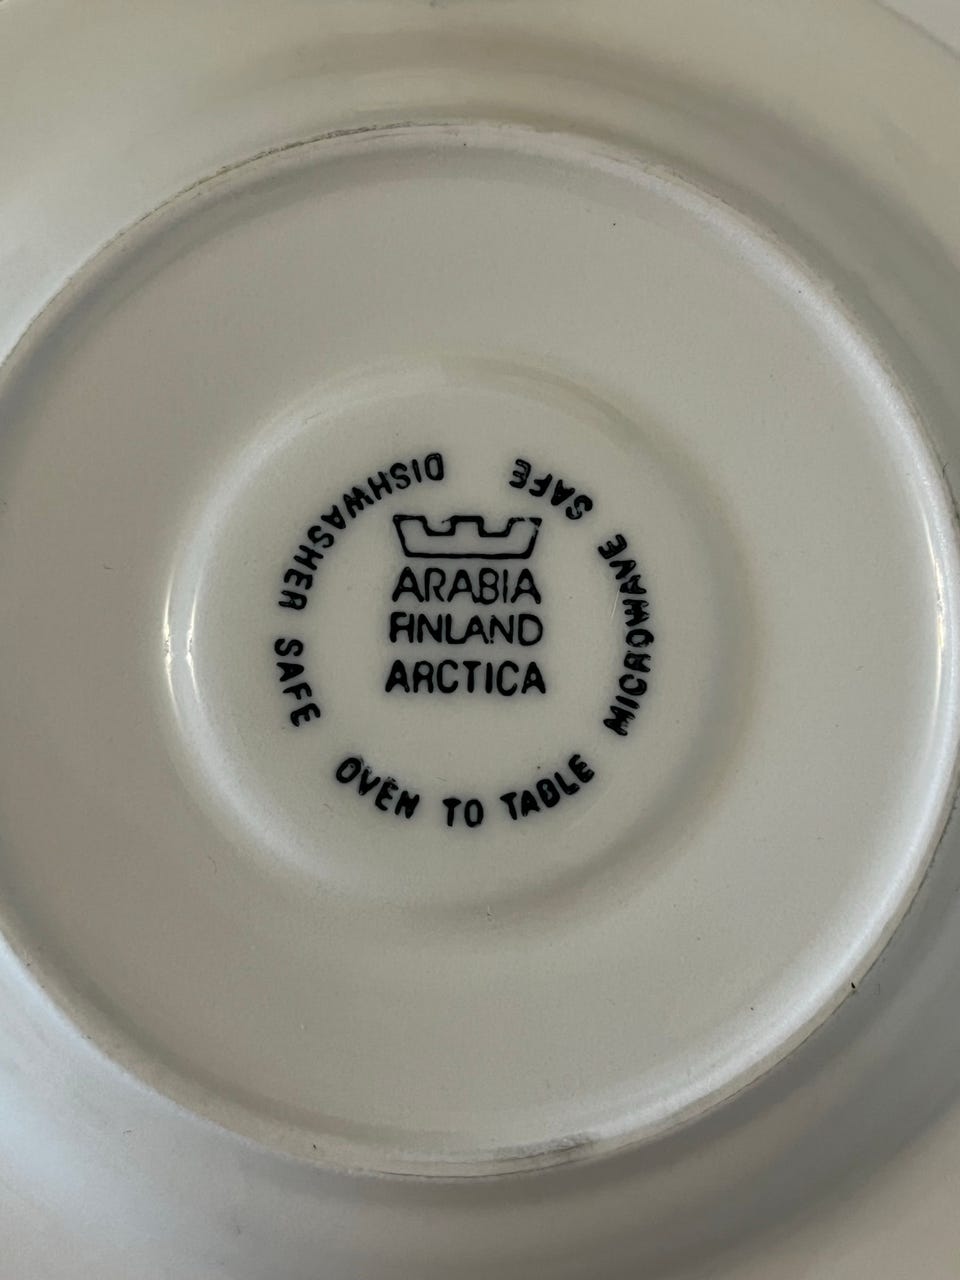 ARABIA
FINLAND
ARCTICA
DISHWASHER SAFE
OVEN TO TABLE
MICROWAVE SAFE